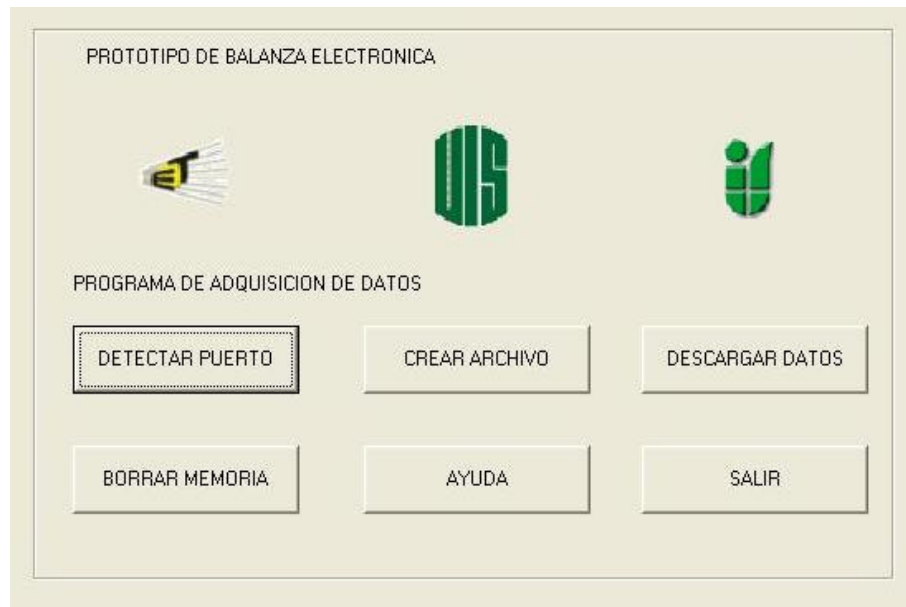 PROTOTIPO DE BALANZA ELECTRONICA
UIS
PROGRAMA DE ADQUISICION DE DATOS
DETECTAR PUERTO
CREAR ARCHIVO
DESCARGAR DATOS
BORRAR MEMORIA
AYUDA
SALIR